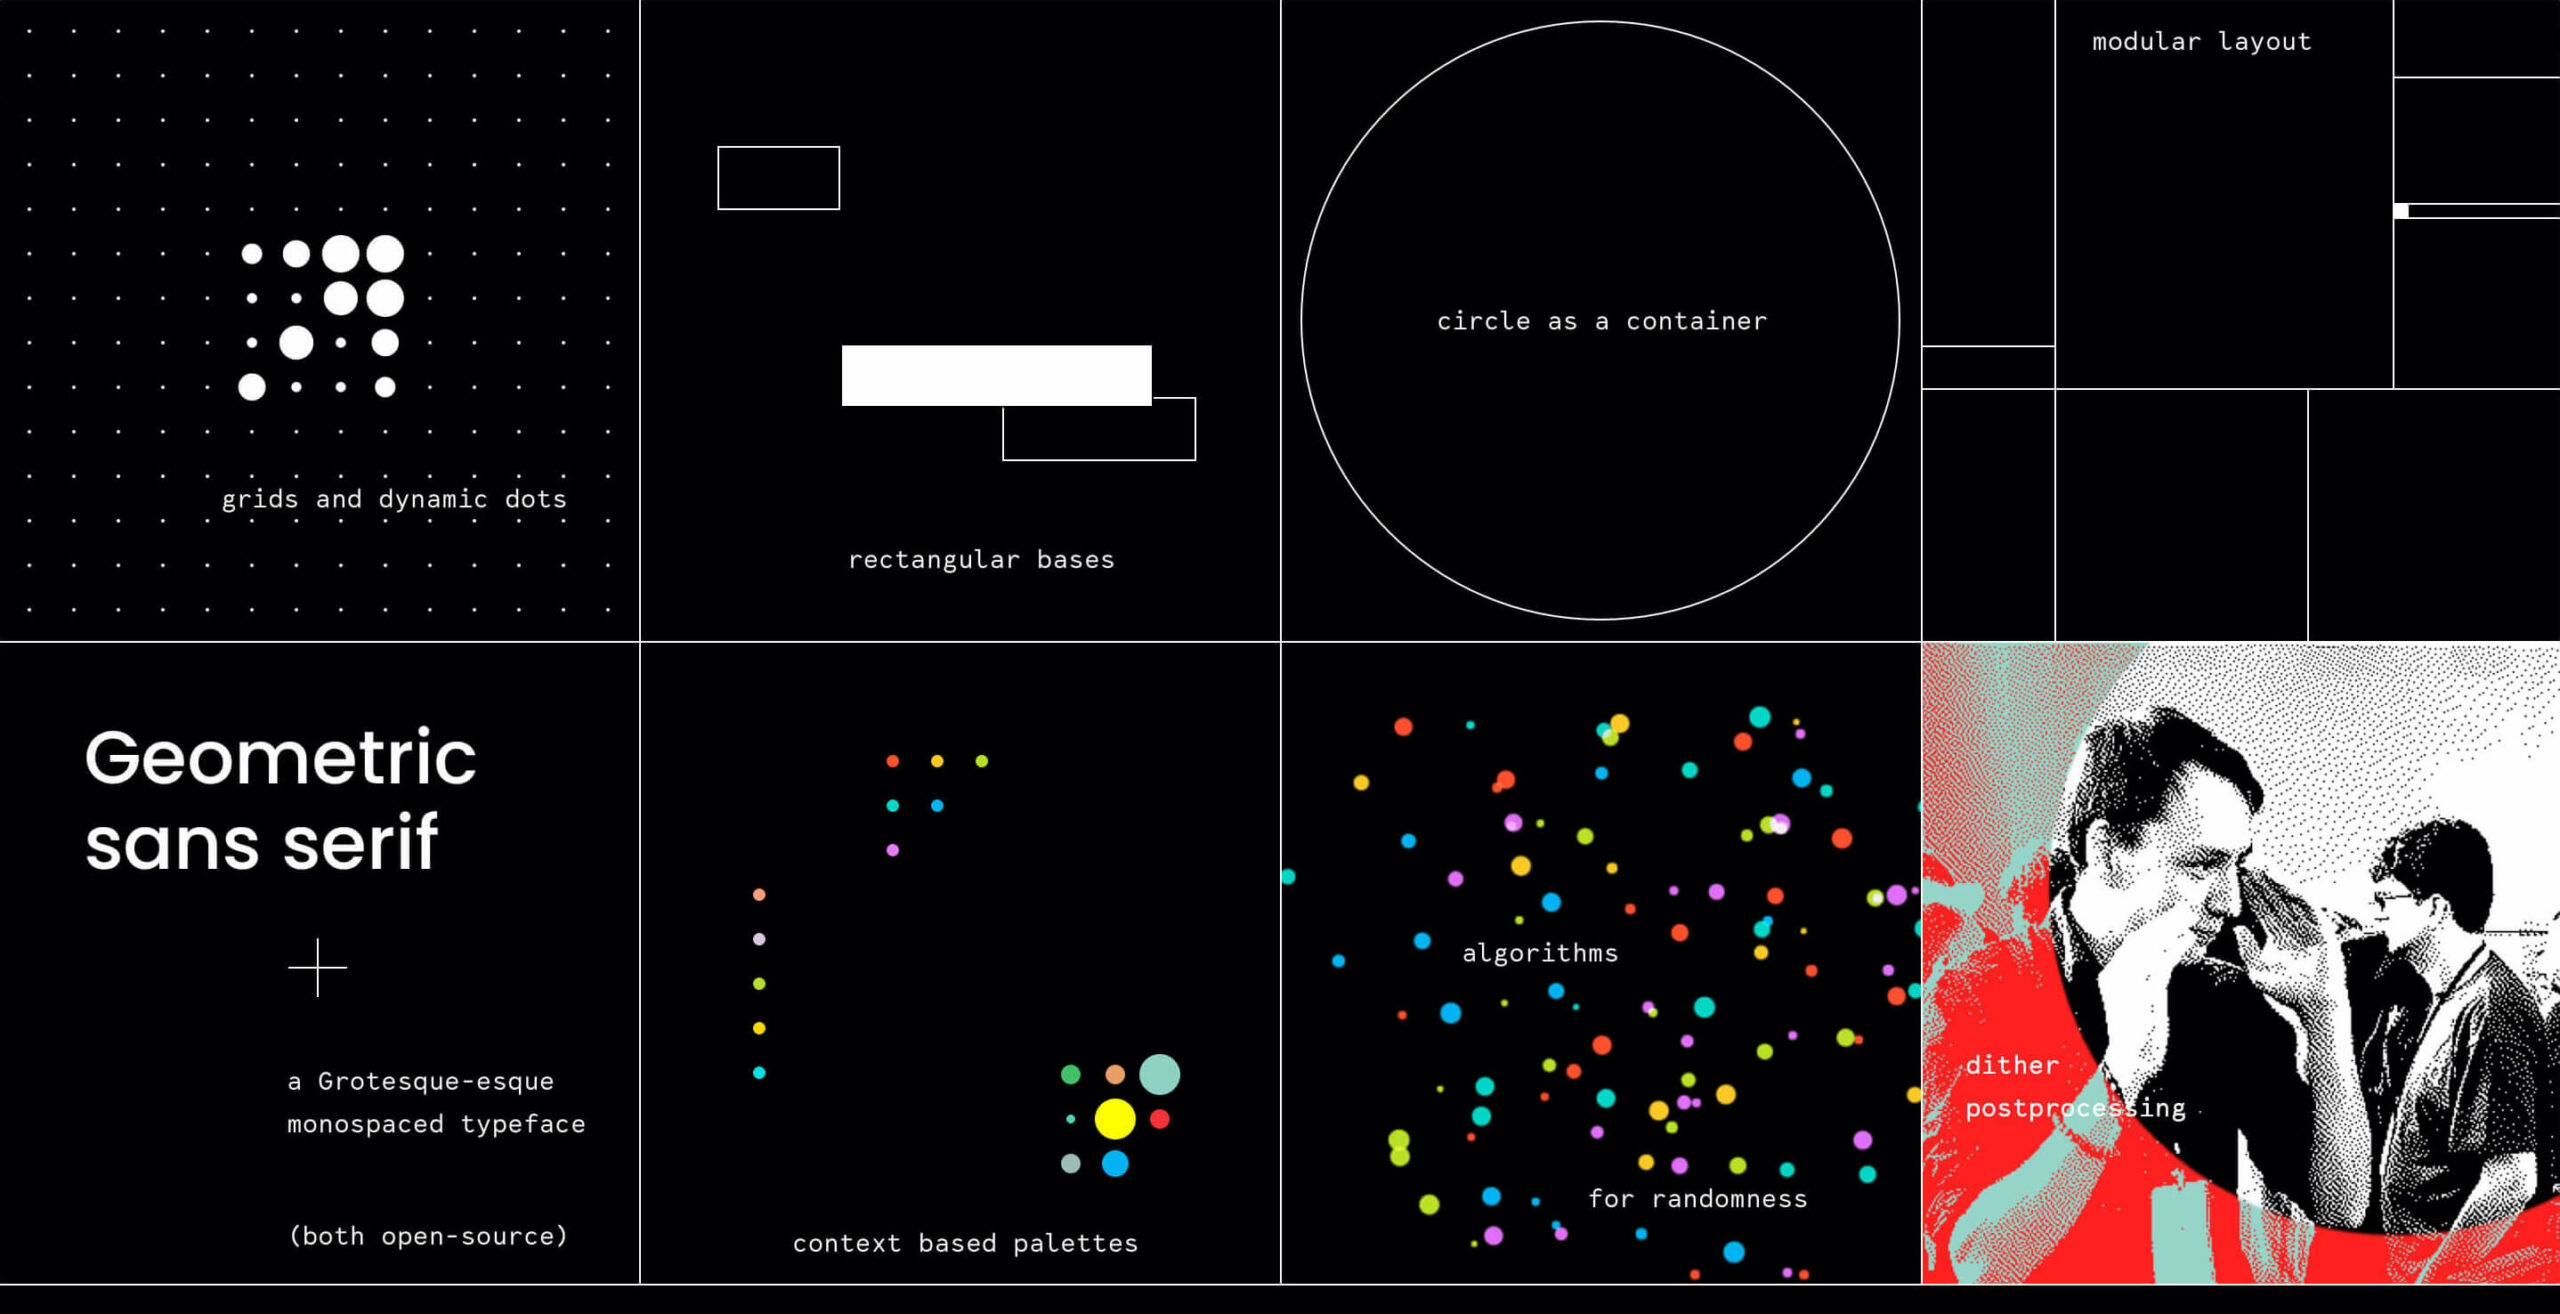 grids and dynamic dots
rectangular bases
circle as a container
modular layout
Geometric
sans serif
a Grotesque-esque
monospaced typeface
(both open-source)
context based palettes
algorithms
for randomness
dither
postprocessing